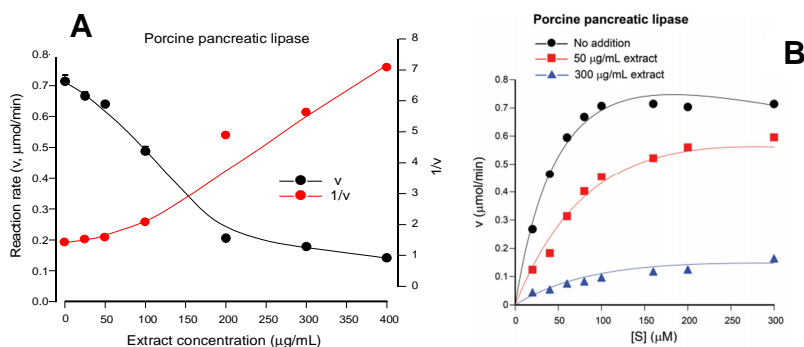 A
Porcine pancreatic lipase
Reaction rate (v, μmol/min)
0.8
0.7
0.6
0.5
0.4
0.3
0.2
0.1
0.0
8
7
6
5
4
3
2
1
0
1/v
v
1/v
0 50 100 150 200 250 300 350 400
Extract concentration (μg/mL)
Porcine pancreatic lipase
No addition
50 μg/mL extract
300 μg/mL extract
B
v (μmol/min)
0.8
0.7
0.6
0.5
0.4
0.3
0.2
0.1
0
0 50 100 150 200 250 300
[S] (μM)